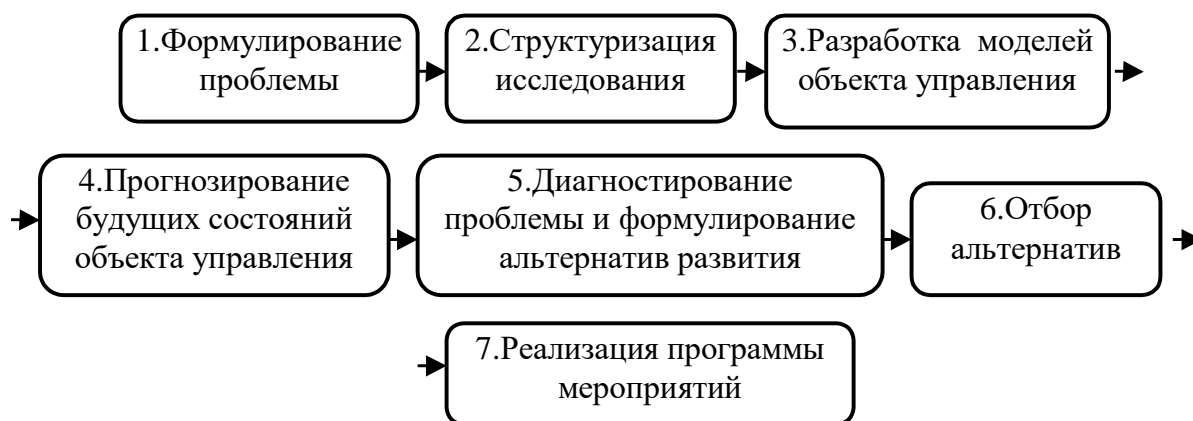 1.Формулирование
проблемы
2.Структуризация
исследования
3.Разработка моделей
объекта управления
4.Прогнозирование
будущих состояний
объекта управления
5.Диагностирование
проблемы и формулирование
альтернатив развития
6.Отбор
альтернатив
7.Реализация программы
мероприятий